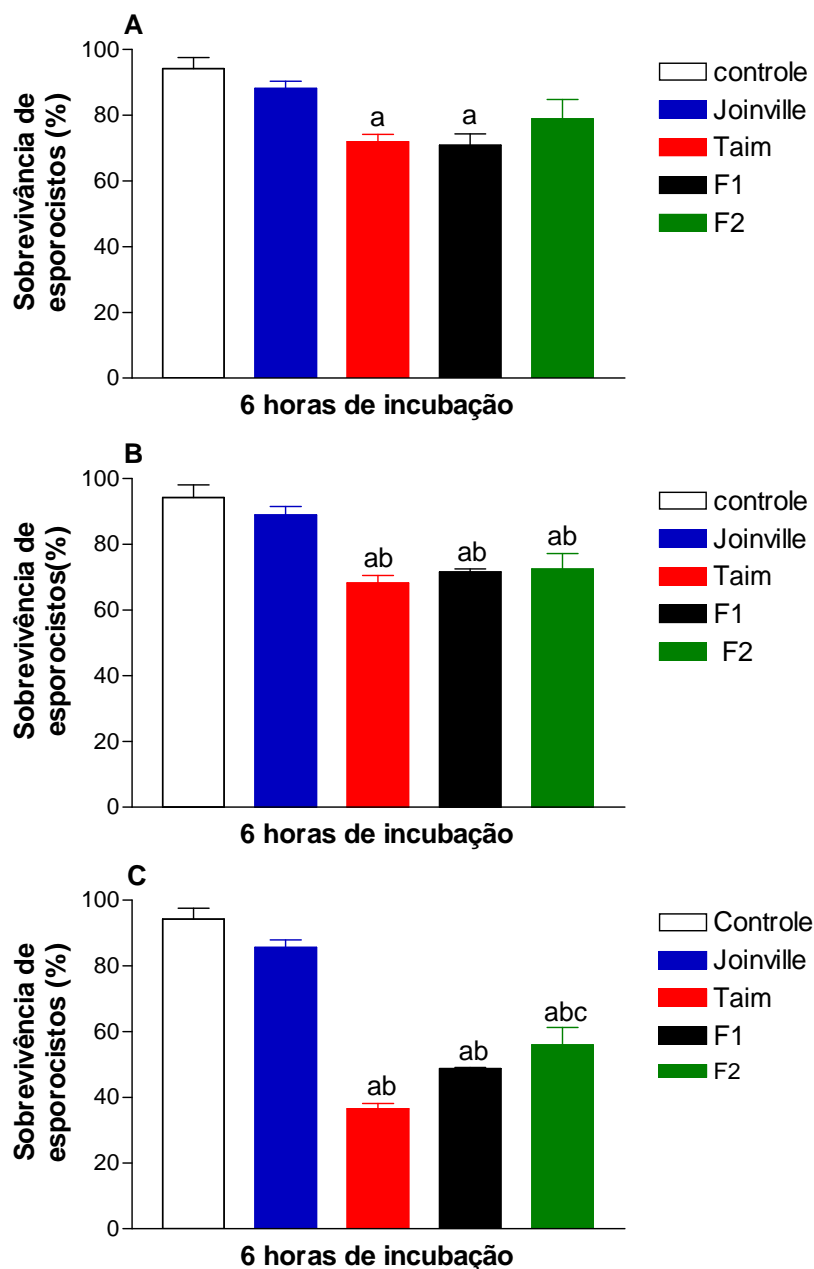 A
Sobrevivância de
esporocistos (%)
100
80
60
40
20
0
a
a
6 horas de incubação
controle
Joinville
Taim
F1
F2
B
Sobrevivência de
esporocistos(%)
100
80
60
40
20
0
ab
ab
ab
6 horas de incubação
controle
Joinville
Taim
F1
F2
C
Sobrevivência de
esporocistos (%)
100
80
60
40
20
0
ab
ab
abc
6 horas de incubação
Controle
Joinville
Taim
F1
F2